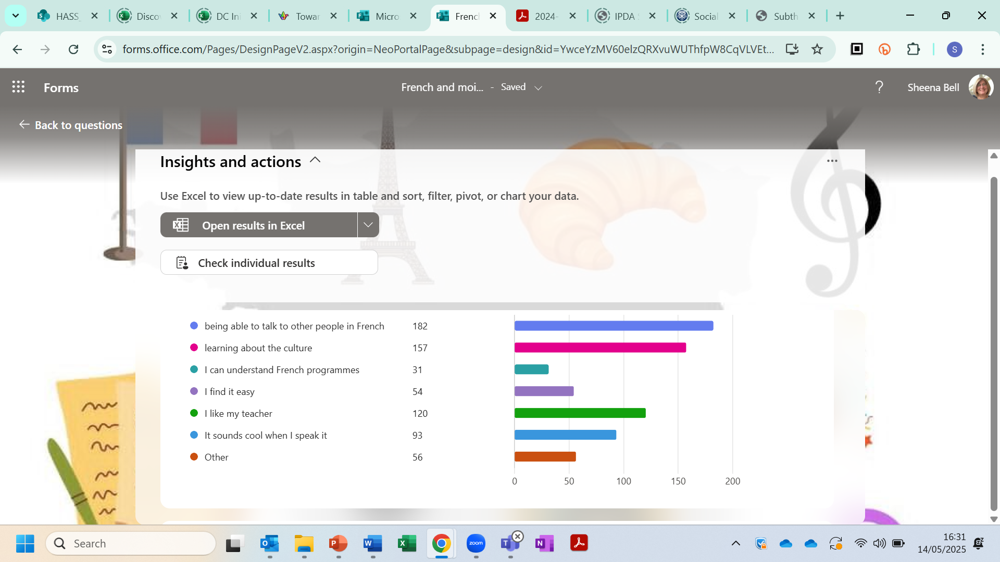 HASS_
Disco
DC Ini
Towar
Micro
French
2024-
IPDA
Social
Subth
forms.office.com/Pages/DesignPageV2.aspx?origin=NeoPortalPage&subpage=design&id=YwceYzMV60elzQRXvuWUThfpW8CqVLVEt...
S
Forms
French and moi... - Saved
?
Sheena Bell
Back to questions
Insights and actions
Use Excel to view up-to-date results in table and sort, filter, pivot, or chart your data.
Open results in Excel
Check individual results
being able to talk to other people in French 182
learning about the culture 157
I can understand French programmes 31
I find it easy 54
I like my teacher 120
It sounds cool when I speak it 93
Other 56
0 50 100 150 200
Search
zoom
16:31
14/05/2025